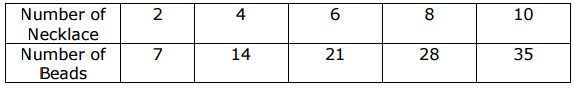 Number of Necklace 2 4 6 8 10
Number of Beads 7 14 21 28 35